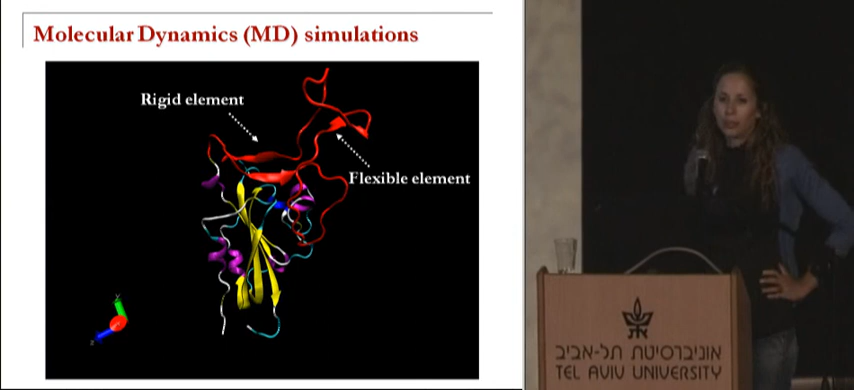 Molecular Dynamics (MD) simulations
Rigid element
Flexible element
אוניברסיטת תל-אביב
TEL AVIV UNIVERSITY